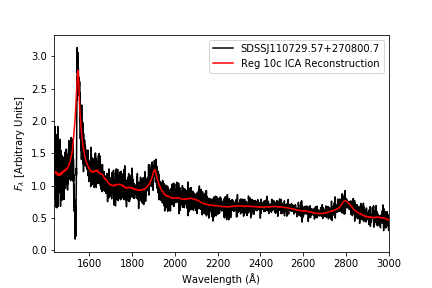 SDSSJ110729.57+270800.7
Reg 10c ICA Reconstruction
3.0
2.5
2.0
1.5
1.0
0.5
0.0
Fλ [Arbitrary Units]
1600 1800 2000 2200 2400 2600 2800 3000
Wavelength (Å)